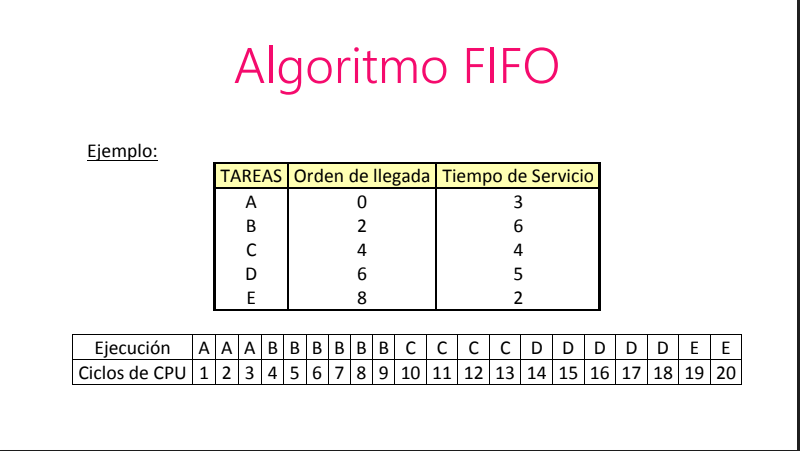 Algoritmo FIFO
Ejemplo:
TAREAS Orden de llegada Tiempo de Servicio
A 0 3
B 2 6
C 4 4
D 6 5
E 8 2
Ejecución A A A B B B B B B C C C C D D D D D E E
Ciclos de CPU 1 2 3 4 5 6 7 8 9 10 11 12 13 14 15 16 17 18 19 20